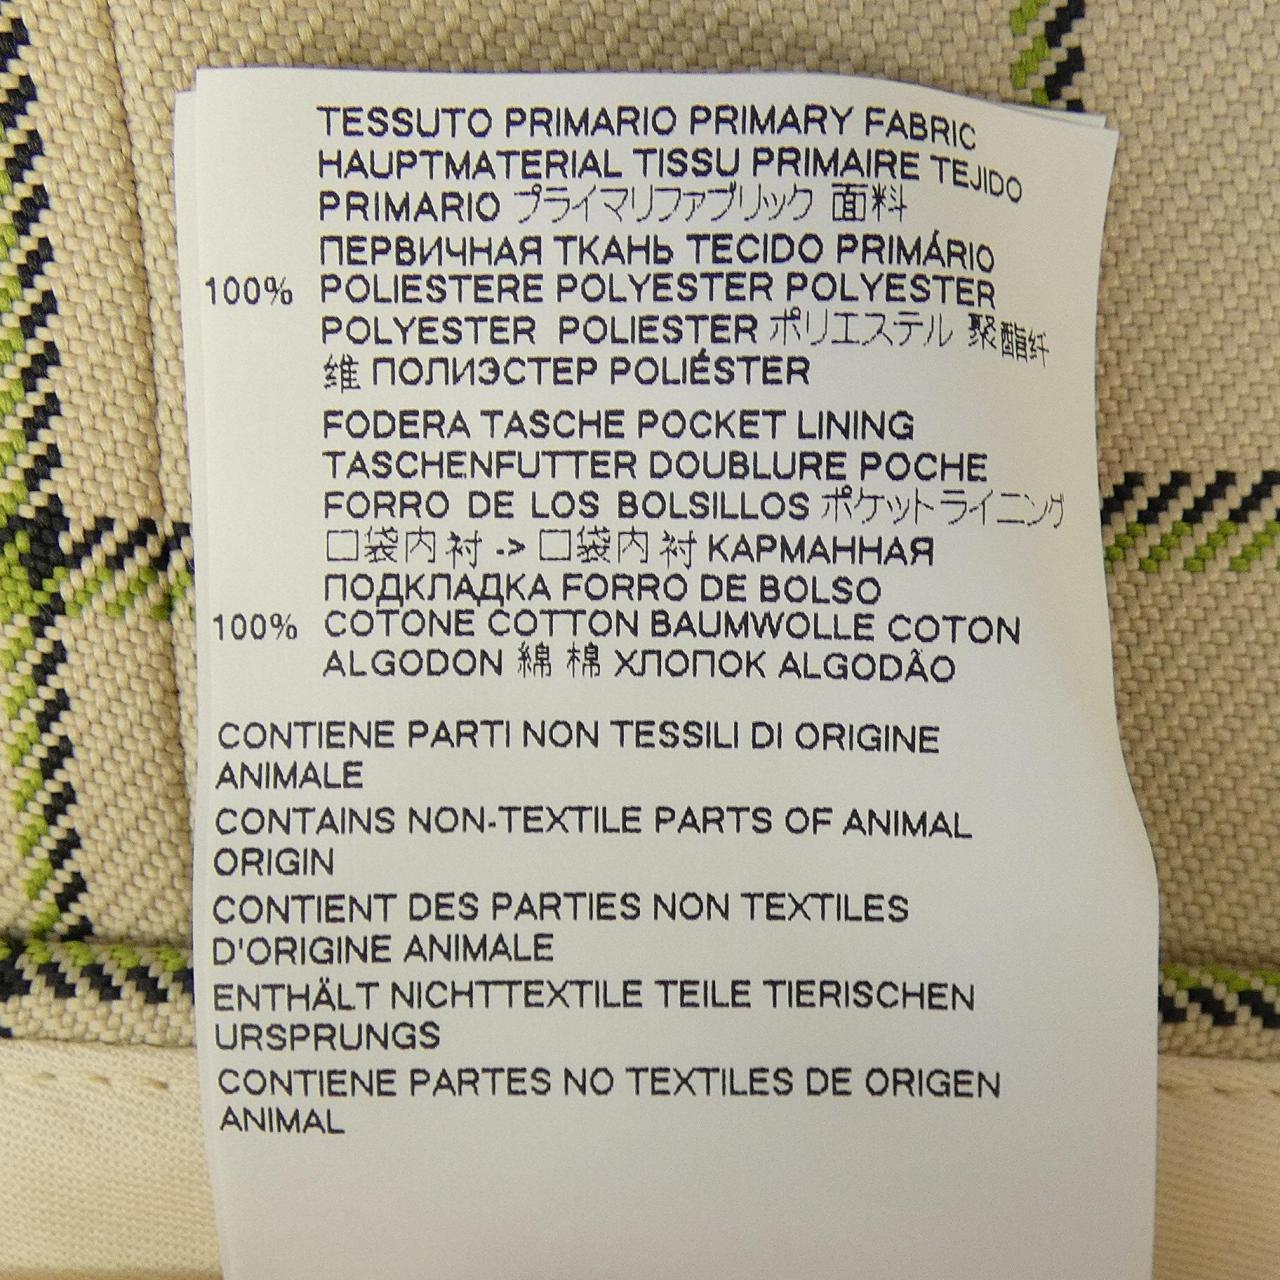 TESSUTO PRIMARIO PRIMARY FABRIC
HAUPTMATERIAL TISSU PRIMAIRE TEJIDO
PRIMARIO プライマリファブリック 面料
ПЕРВИЧНАЯ ТКАНЬ TECIDO PRIMÁRIO
100% POLIESTERE POLYESTER POLYESTER
POLYESTER POLIESTER ポリエステル 聚酯纤
维 ПОЛИЭСТЕР POLIÉSTER
FODERA TASCHE POCKET LINING
TASCHENFUTTER DOUBLURE POCHE
FORRO DE LOS BOLSILLOS ポケットライニング
口袋内衬 -> 口袋内衬 КАРМАННАЯ
ПОДКЛАДКА FORRO DE BOLSO
100% COTONE COTTON BAUMWOLLE COTON
ALGODON 綿 棉 ХЛОПОК ALGODÃO
CONTIENE PARTI NON TESSILI DI ORIGINE
ANIMALE
CONTAINS NON-TEXTILE PARTS OF ANIMAL
ORIGIN
CONTIENT DES PARTIES NON TEXTILES
D'ORIGINE ANIMALE
ENTHÄLT NICHTTEXTILE TEILE TIERISCHEN
URSPRUNGS
CONTIENE PARTES NO TEXTILES DE ORIGEN
ANIMAL